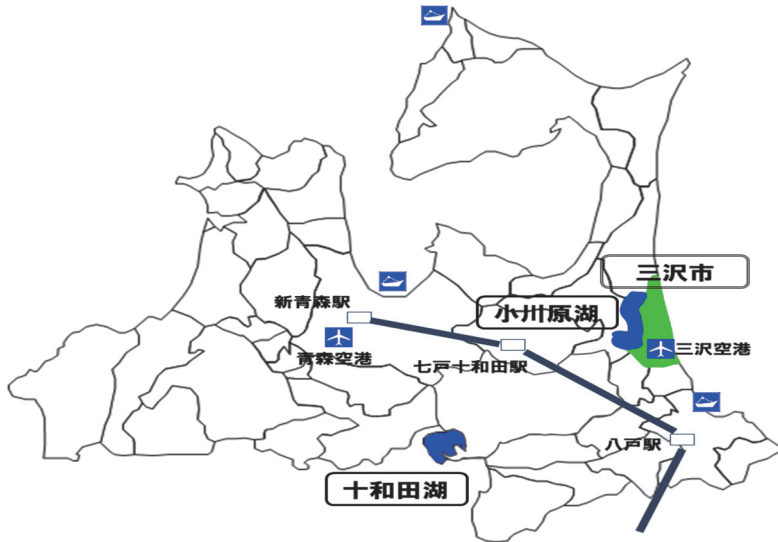 三沢市
新青森駅
小川原湖
青森空港
七戸十和田駅
三沢空港
八戸駅
十和田湖